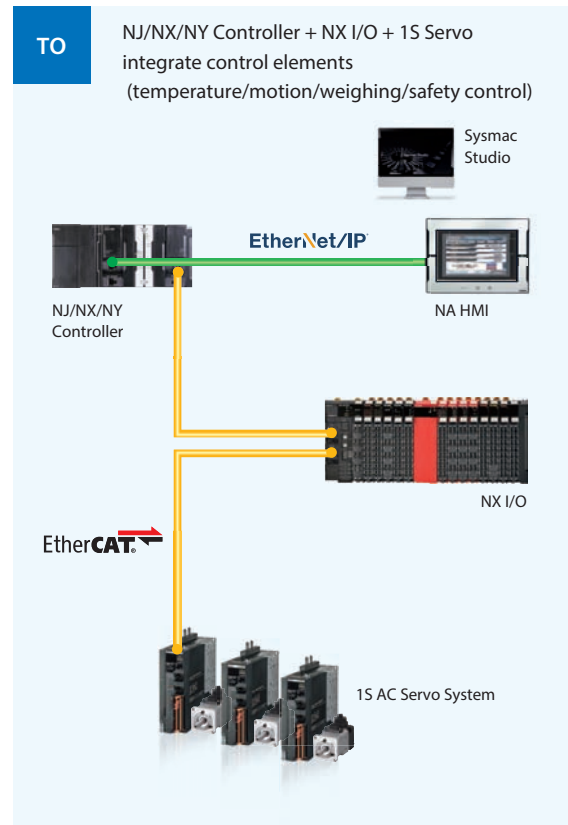 TO
NJ/NX/NY Controller + NX I/O + 1S Servo
integrate control elements
(temperature/motion/weighing/safety control)
Sysmac
Studio
EtherNet/IP
NJ/NX/NY
Controller
NA HMI
NX I/O
EtherCAT®
1S AC Servo System